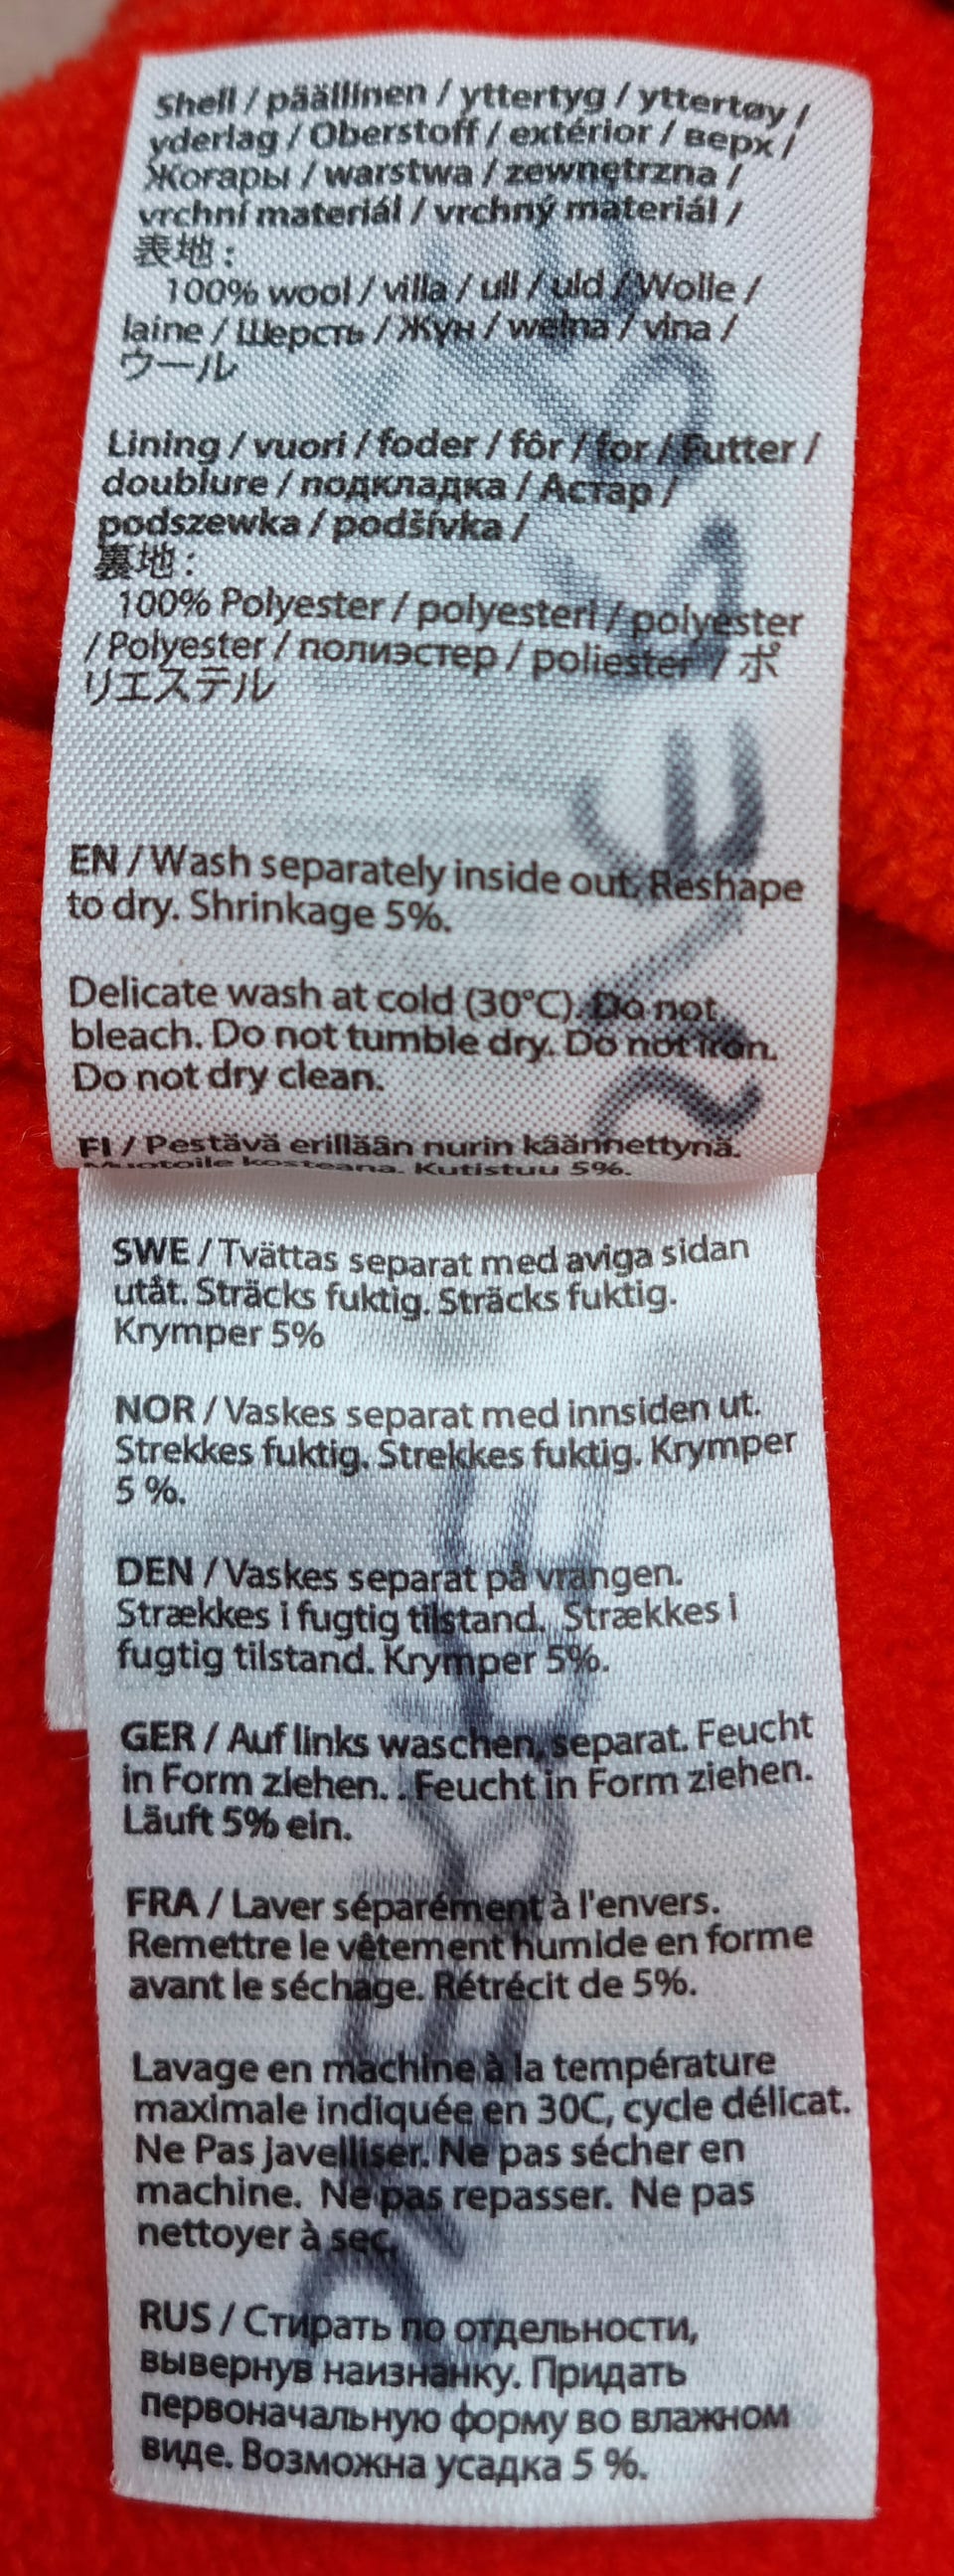 Shell / päällinen / yttertyg / yttertøy /
yderlag / Oberstoff / extérior / верх /
Жогары / warstwa / zewnętrzna /
vrchní materiál / vrchný materiál /
表地 :
100% wool / villa / ull / uld / Wolle /
laine / Шерсть / Жүн / wełna / vlna /
ウール
Lining / vuori / foder / fôr / for / Futter /
doublure / подкладка / Астар /
podszewka / podšívka /
裏地 :
100% Polyester / polyesteri / polyester
/ Polyester / полиэстер / poliester / ポ
リエステル
EN / Wash separately inside out. Reshape
to dry. Shrinkage 5%.
Delicate wash at cold (30°C). Do not
bleach. Do not tumble dry. Do not iron.
Do not dry clean.
FI / Pestävä erillään nurin käännettynä.
Muotoile kosteana. Kutistuu 5%.
SWE / Tvättas separat med aviga sidan
utåt. Sträcks fuktig. Sträcks fuktig.
Krymper 5%
NOR / Vaskes separat med innsiden ut.
Strekkes fuktig. Strekkes fuktig. Krymper
5 %.
DEN / Vaskes separat på vrangen.
Strækkes i fugtig tilstand. Strækkes i
fugtig tilstand. Krymper 5%.
GER / Auf links waschen, separat. Feucht
in Form ziehen. . Feucht in Form ziehen.
Läuft 5% ein.
FRA / Laver séparément à l'envers.
Remettre le vêtement humide en forme
avant le séchage. Rétrécit de 5%.
Lavage en machine à la température
maximale indiquée en 30C, cycle délicat.
Ne Pas javelliser. Ne pas sécher en
machine. Ne pas repasser. Ne pas
nettoyer à sec.
RUS / Стирать по отдельности,
вывернув наизнанку. Придать
первоначальную форму во влажном
виде. Возможна усадка 5 %.